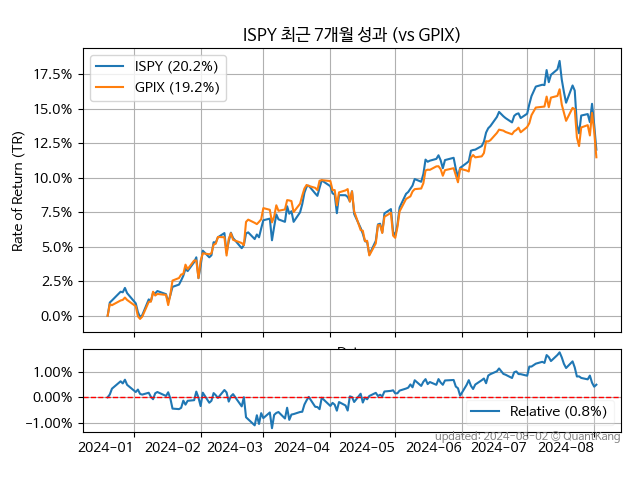 ISPY 최근 7개월 성과 (vs GPIX)
ISPY (20.2%)
GPIX (19.2%)
Rate of Return (TR)
17.5%
15.0%
12.5%
10.0%
7.5%
5.0%
2.5%
0.0%
1.00%
0.00%
−1.00%
Relative (0.8%)
updated: 2024-08-02 © QuantKang
2024-01 2024-02 2024-03 2024-04 2024-05 2024-06 2024-07 2024-08